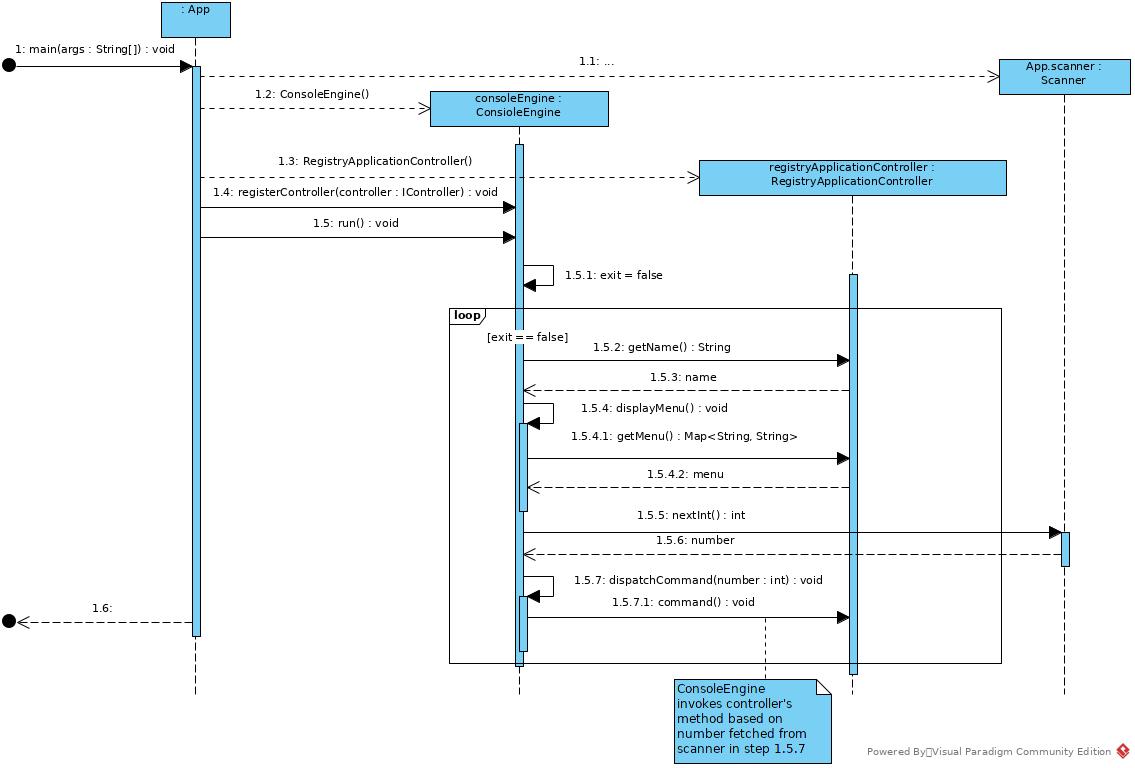 : App
1: main(args : String[]) : void
1.1: ...
App.scanner :
Scanner
1.2: ConsoleEngine()
consoleEngine :
ConsioleEngine
1.3: RegistryApplicationController()
registryApplicationController :
RegistryApplicationController
1.4: registerController(controller : IController) : void
1.5: run() : void
1.5.1: exit = false
loop
[exit == false]
1.5.2: getName() : String
1.5.3: name
1.5.4: displayMenu() : void
1.5.4.1: getMenu() : Map<String, String>
1.5.4.2: menu
1.5.5: nextInt() : int
1.5.6: number
1.5.7: dispatchCommand(number : int) : void
1.5.7.1: command() : void
1.6:
ConsoleEngine
invokes controller's
method based on
number fetched from
scanner in step 1.5.7
Powered By Visual Paradigm Community Edition